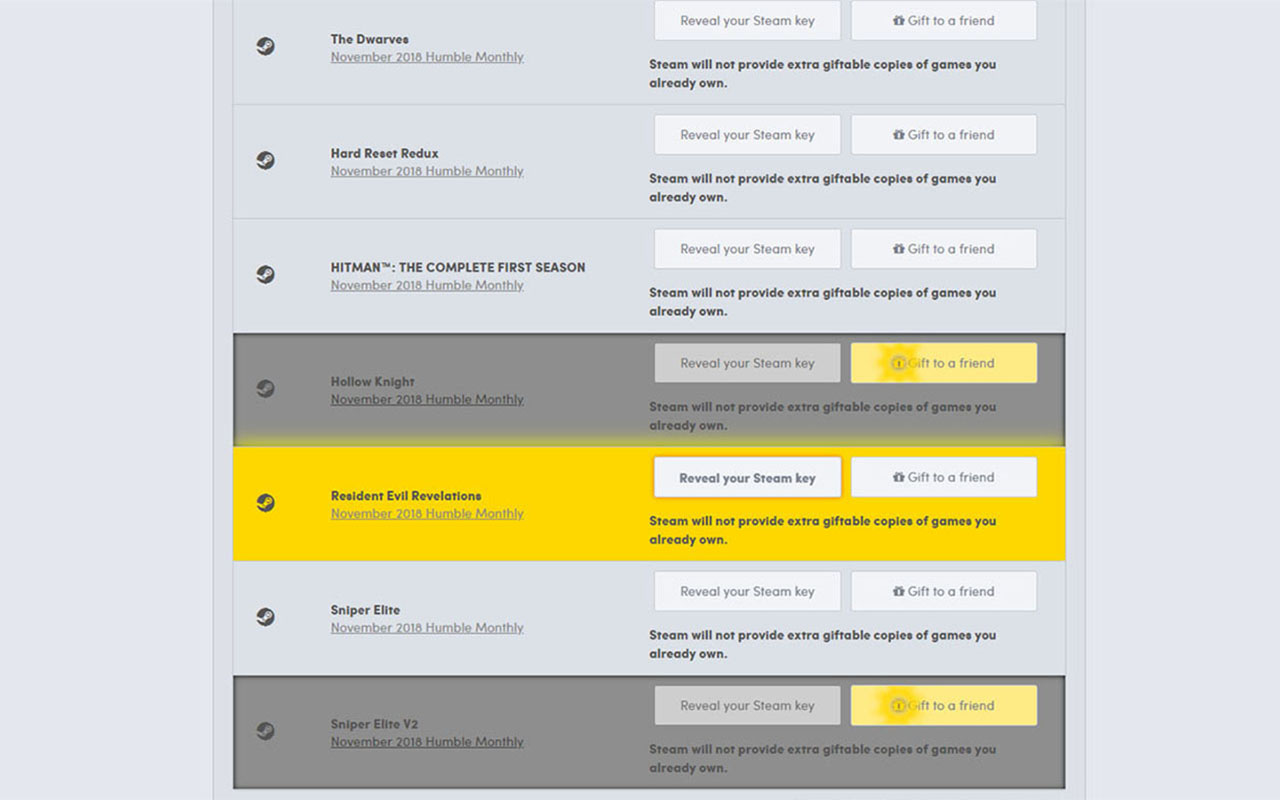 Reveal your Steam key
Gift to a friend
The Dwarves
November 2018 Humble Monthly
Steam will not provide extra giftable copies of games you
already own.
Reveal your Steam key
Gift to a friend
Hard Reset Redux
November 2018 Humble Monthly
Steam will not provide extra giftable copies of games you
already own.
Reveal your Steam key
Gift to a friend
HITMAN™: THE COMPLETE FIRST SEASON
November 2018 Humble Monthly
Steam will not provide extra giftable copies of games you
already own.
Reveal your Steam key
Gift to a friend
Hollow Knight
November 2018 Humble Monthly
Steam will not provide extra giftable copies of games you
already own.
Reveal your Steam key
Gift to a friend
Resident Evil Revelations
November 2018 Humble Monthly
Steam will not provide extra giftable copies of games you
already own.
Reveal your Steam key
Gift to a friend
Sniper Elite
November 2018 Humble Monthly
Steam will not provide extra giftable copies of games you
already own.
Reveal your Steam key
Gift to a friend
Sniper Elite V2
November 2018 Humble Monthly
Steam will not provide extra giftable copies of games you
already own.